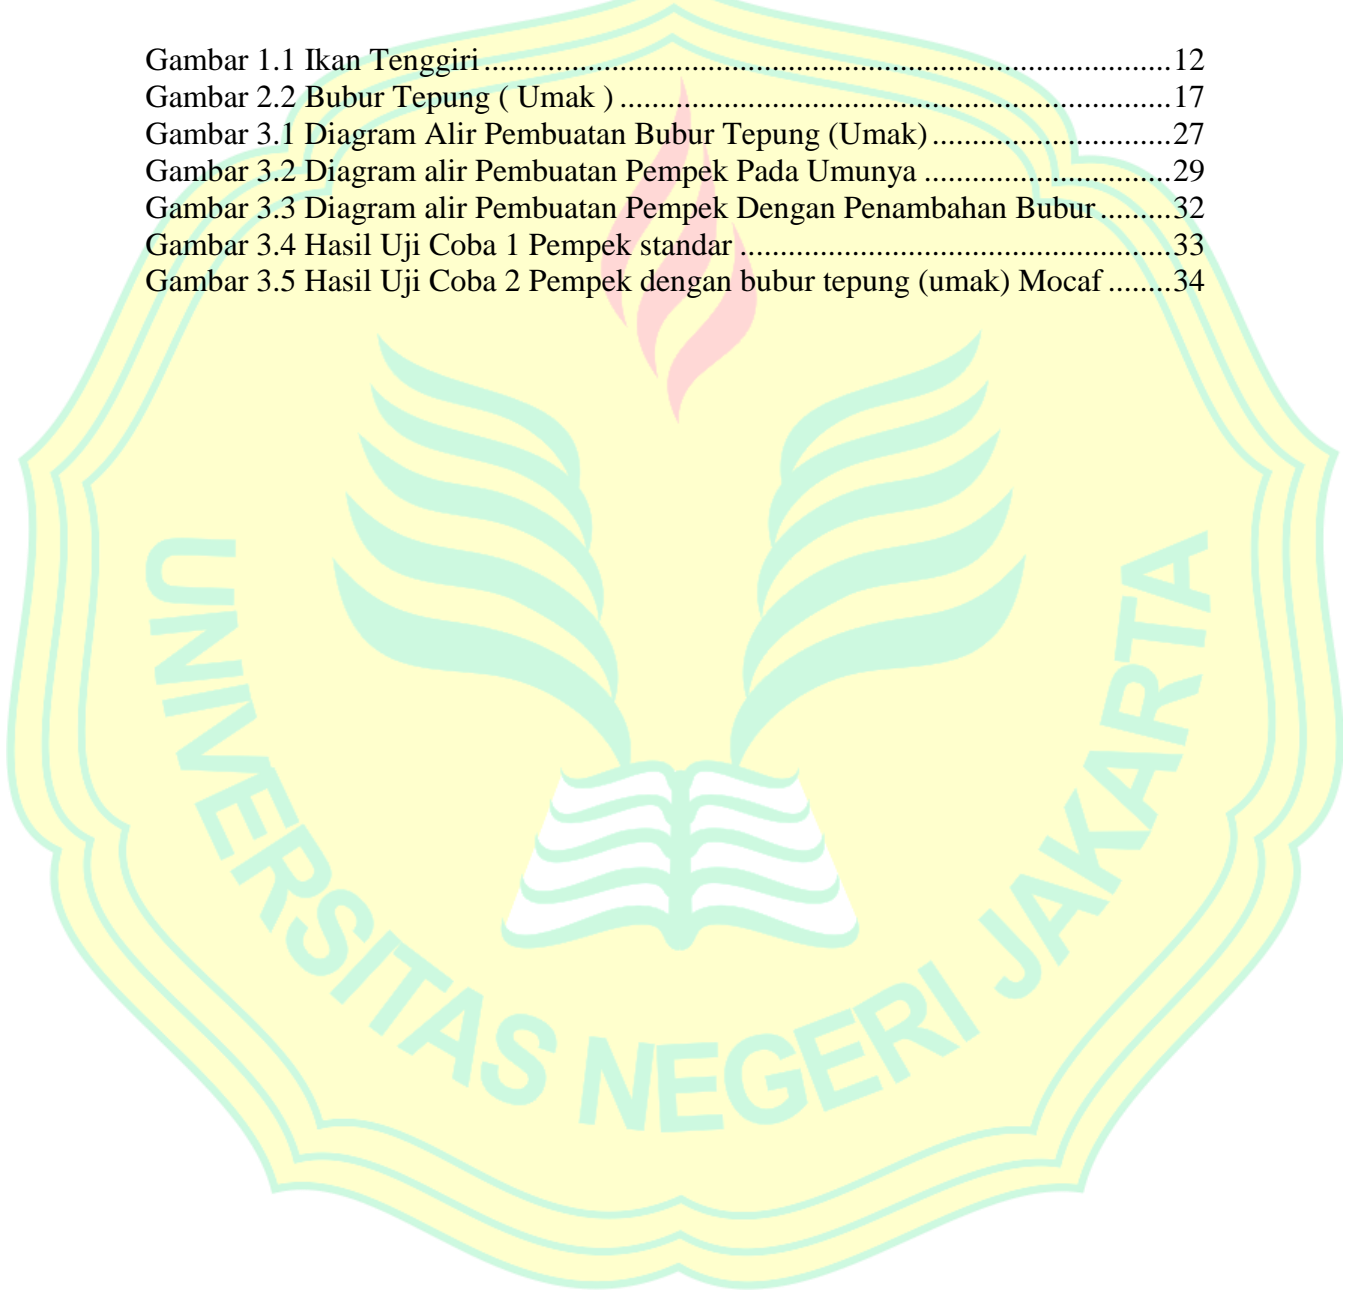 Gambar 1.1 Ikan Tenggiri.....................................................................................12
Gambar 2.2 Bubur Tepung ( Umak )....................................................................17
Gambar 3.1 Diagram Alir Pembuatan Bubur Tepung (Umak).............................27
Gambar 3.2 Diagram alir Pembuatan Pempek Pada Umunya ..............................29
Gambar 3.3 Diagram alir Pembuatan Pempek Dengan Penambahan Bubur.........32
Gambar 3.4 Hasil Uji Coba 1 Pempek standar.....................................................33
Gambar 3.5 Hasil Uji Coba 2 Pempek dengan bubur tepung (umak) Mocaf ........34
UNIVERSITAS NEGERI JAKARTA